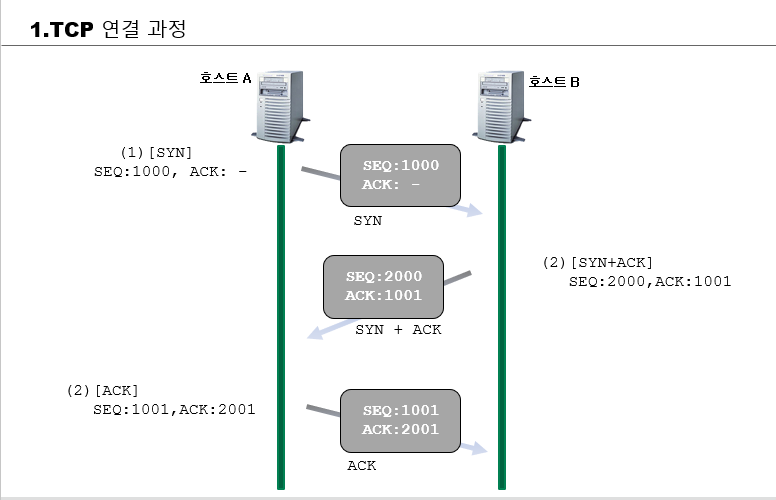 1.TCP 연결 과정
호스트 A
호스트 B
(1)[SYN]
SEQ:1000, ACK: -
SEQ:1000
ACK: -
SYN
SEQ:2000
ACK:1001
SYN + ACK
(2)[SYN+ACK]
SEQ:2000,ACK:1001
(2)[ACK]
SEQ:1001,ACK:2001
SEQ:1001
ACK:2001
ACK